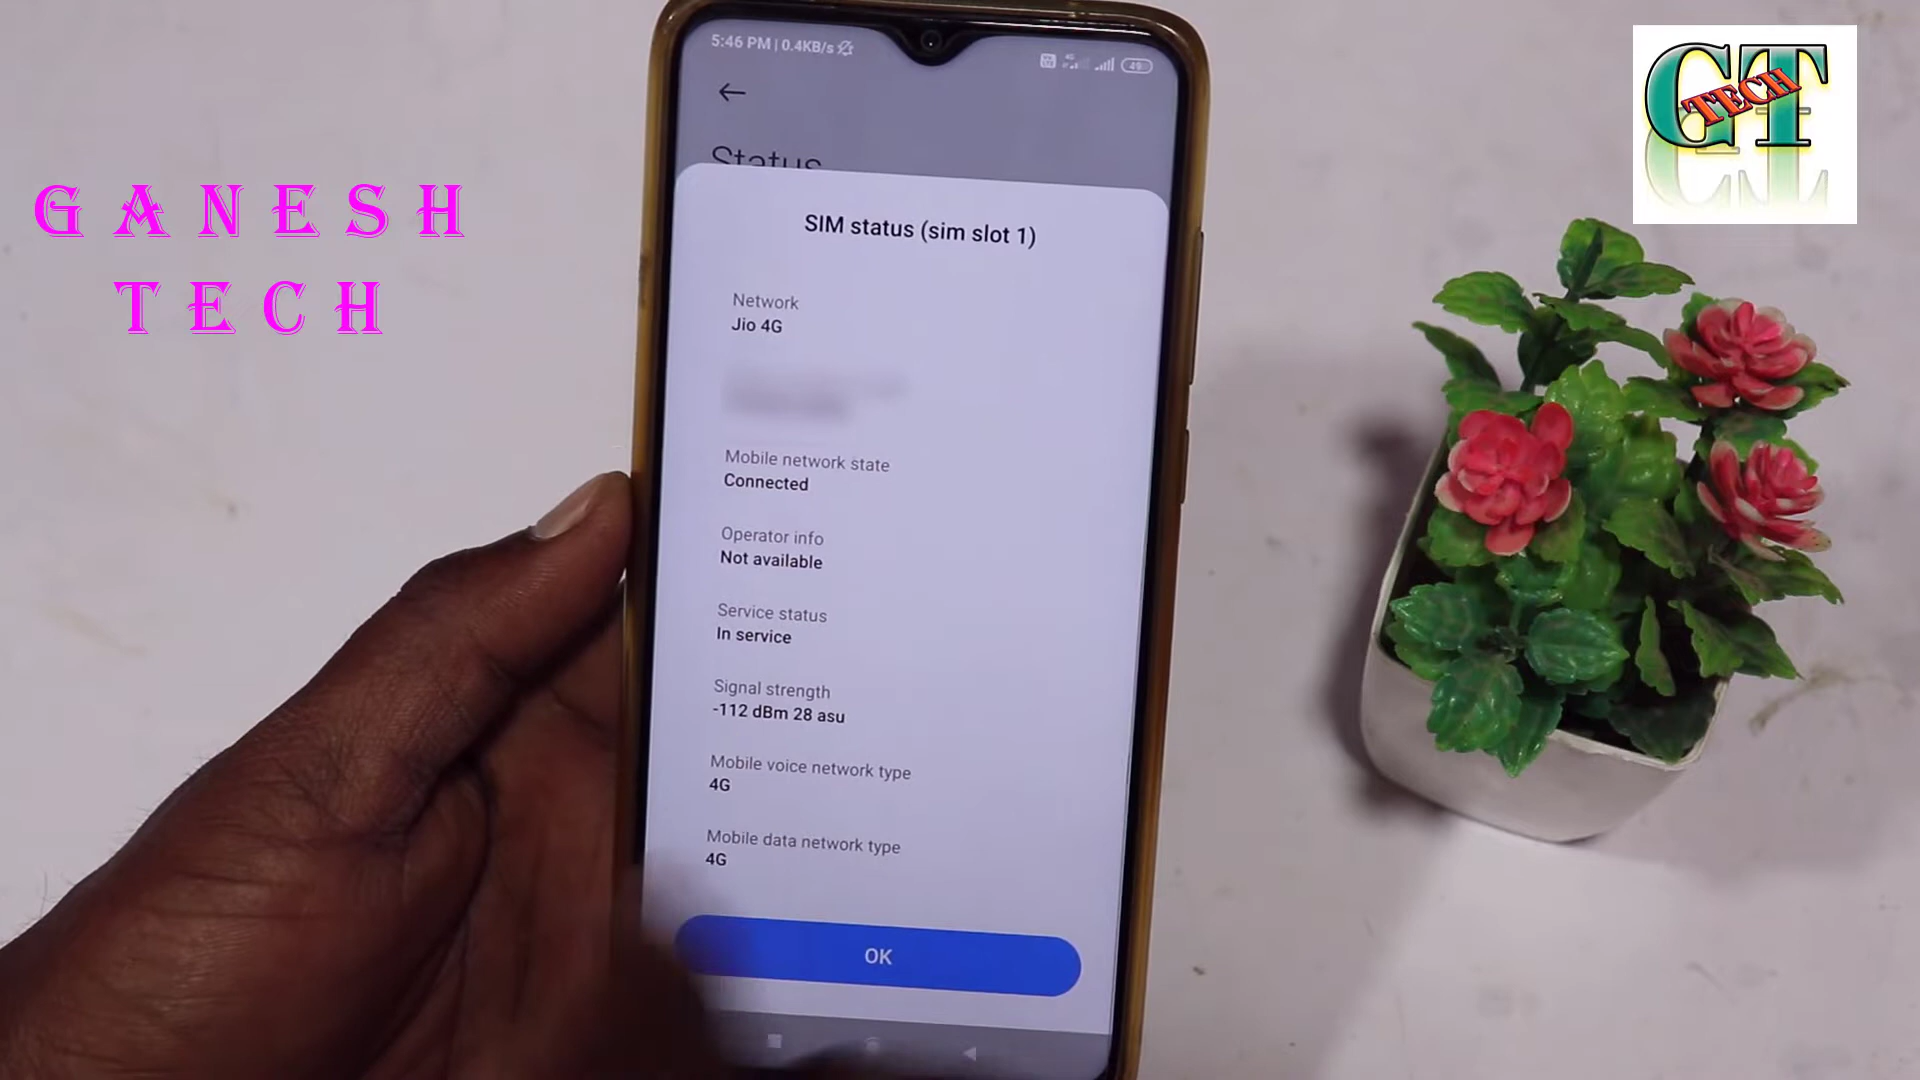 5:46 PM | 0.4KB/s
49
GT
TECH
Status
GANESH
TECH
SIM status (sim slot 1)
Network
Jio 4G
Mobile network state
Connected
Operator info
Not available
Service status
In service
Signal strength
-112 dBm 28 asu
Mobile voice network type
4G
Mobile data network type
4G
OK